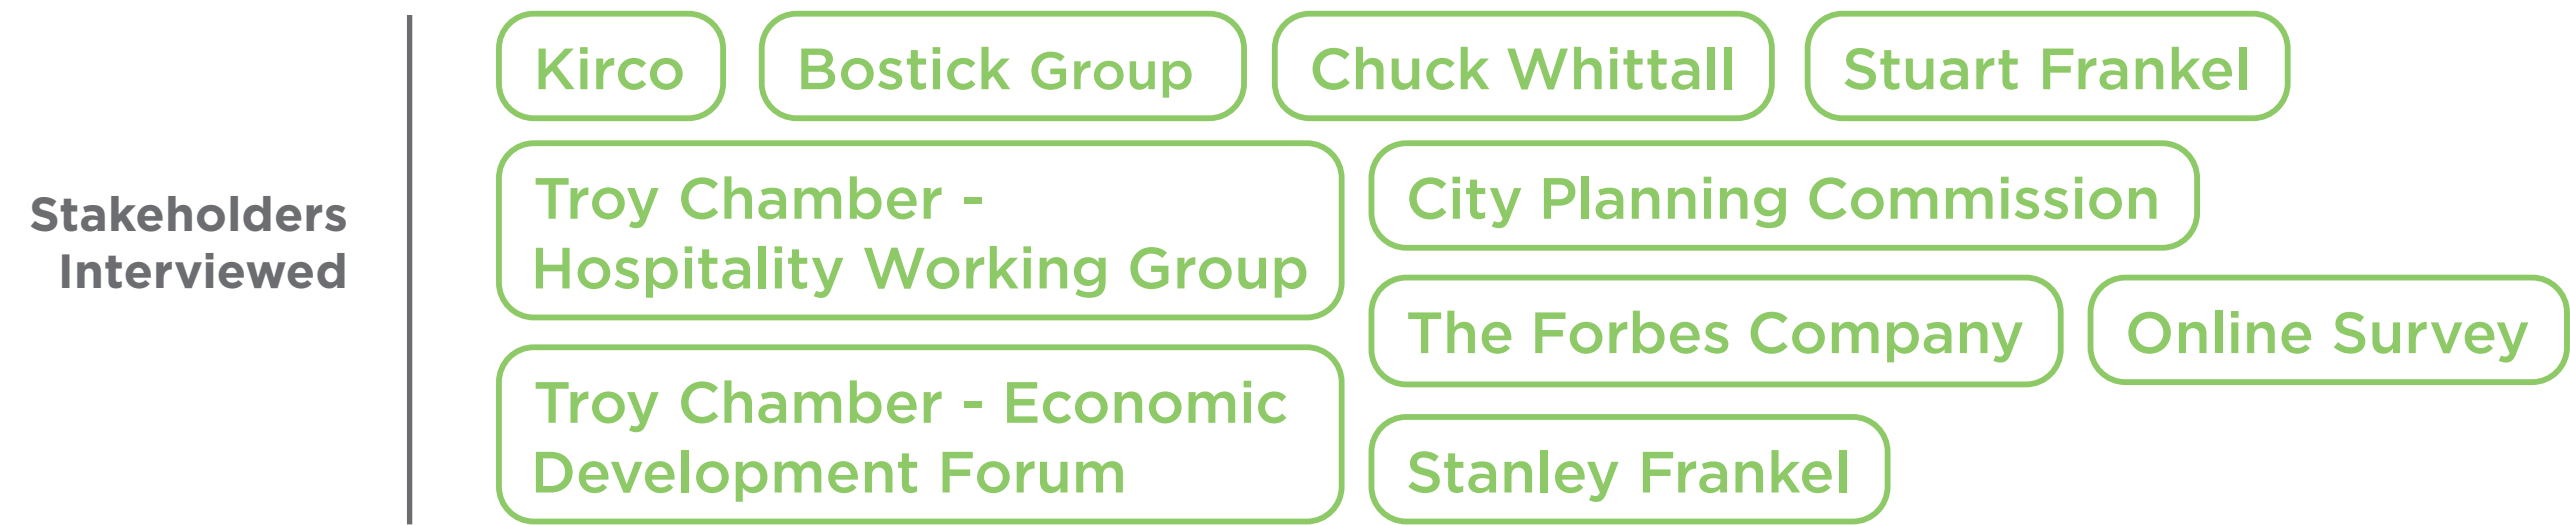 Stakeholders
Interviewed
Kirco
Bostick Group
Chuck Whittall
Stuart Frankel
Troy Chamber -
Hospitality Working Group
City Planning Commission
The Forbes Company
Online Survey
Troy Chamber - Economic
Development Forum
Stanley Frankel